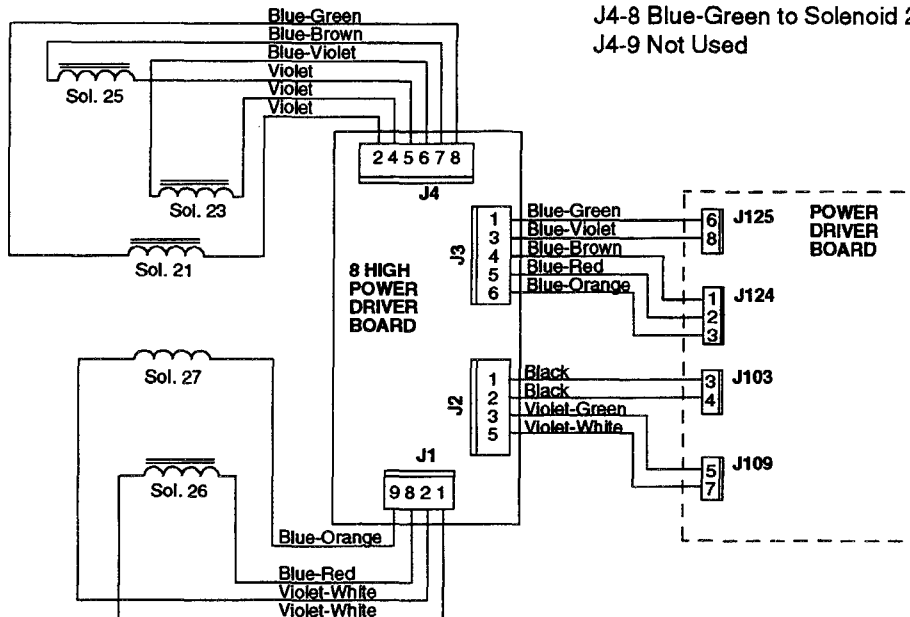 Blue-Green
Blue-Brown
Blue-Violet
Violet
Violet
Violet
J4-8 Blue-Green to Solenoid
J4-9 Not Used
Sol. 25
Sol. 23
Sol. 21
2 4 5 6 7 8
J4
J3
1 Blue-Green
3 Blue-Violet
4 Blue-Brown
5 Blue-Red
6 Blue-Orange
6
8
J125
POWER
DRIVER
BOARD
1
2
3
J124
8 HIGH
POWER
DRIVER
BOARD
J2
1 Black
2 Black
3 Violet-Green
5 Violet-White
3
4
J103
5
7
J109
Sol. 27
Sol. 26
J1
9 8 2 1
Blue-Orange
Blue-Red
Violet-White
Violet-White